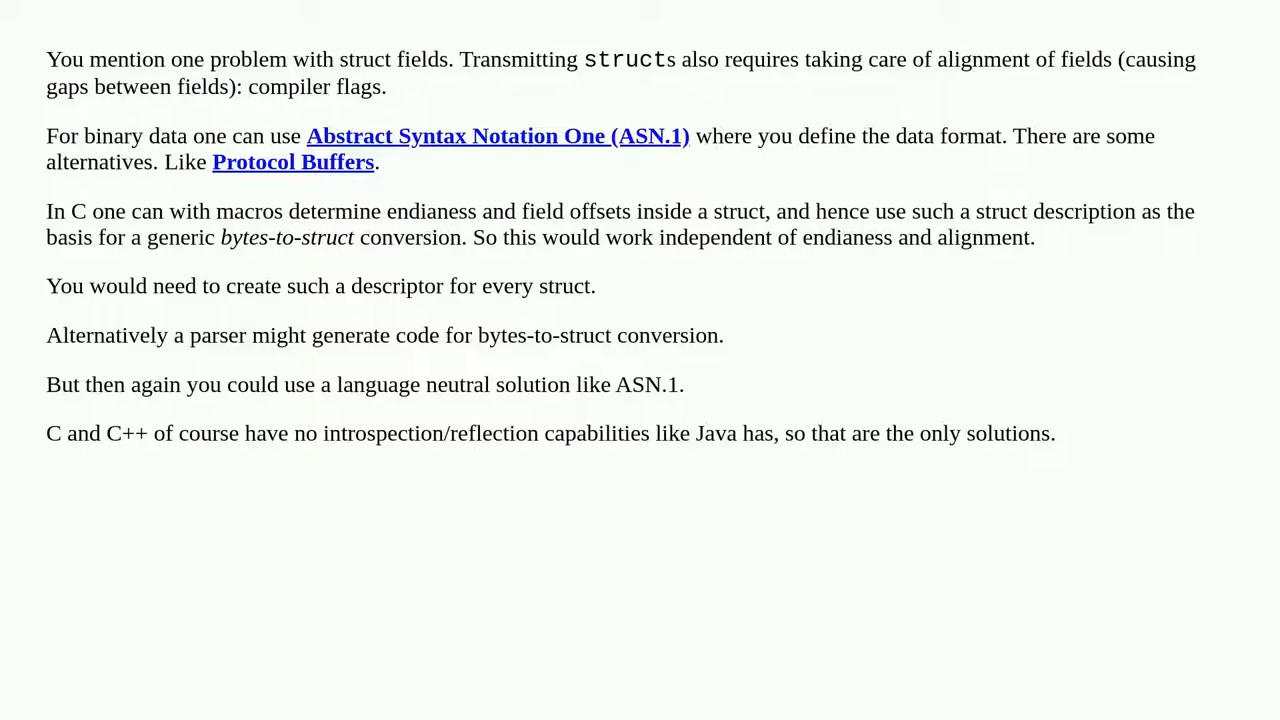 You mention one problem with struct fields. Transmitting structs also requires taking care of alignment of fields (causing
gaps between fields): compiler flags.
For binary data one can use Abstract Syntax Notation One (ASN.1) where you define the data format. There are some
alternatives. Like Protocol Buffers.
In C one can with macros determine endianess and field offsets inside a struct, and hence use such a struct description as the
basis for a generic bytes-to-struct conversion. So this would work independent of endianess and alignment.
You would need to create such a descriptor for every struct.
Alternatively a parser might generate code for bytes-to-struct conversion.
But then again you could use a language neutral solution like ASN.1.
C and C++ of course have no introspection/reflection capabilities like Java has, so that are the only solutions.